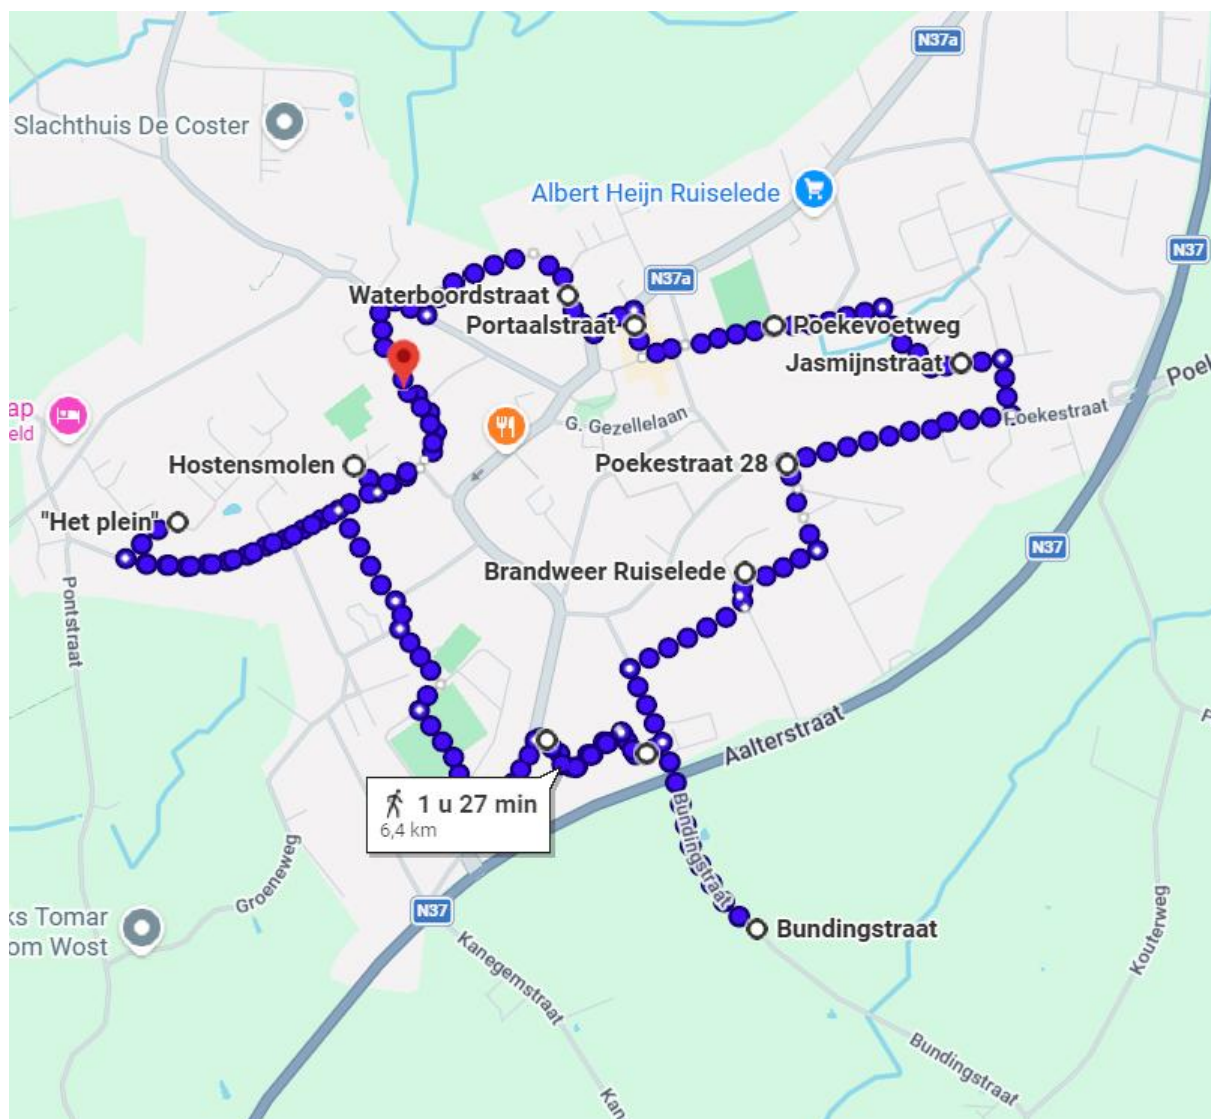 N37a
Slachthuis De Coster
Albert Heijn Ruiselede
N37
N37a
Waterboordstraat
Portaalstraat
Poekevoetweg
Jasmijnstraat
Poek
ap
eld
G. Gezellelaan
Poekestraat
Hostensmolen
Poekestraat 28
"Het plein"
N37
Brandweer Ruiselede
Pontstraat
Aalterstraat
1 u 27 min
6,4 km
Bundingstraat
Groeneweg
N37
ks Tomar
om Wost
Bundingstraat
Kouterweg
Kanegemstraat
Bundingstraat
Kan